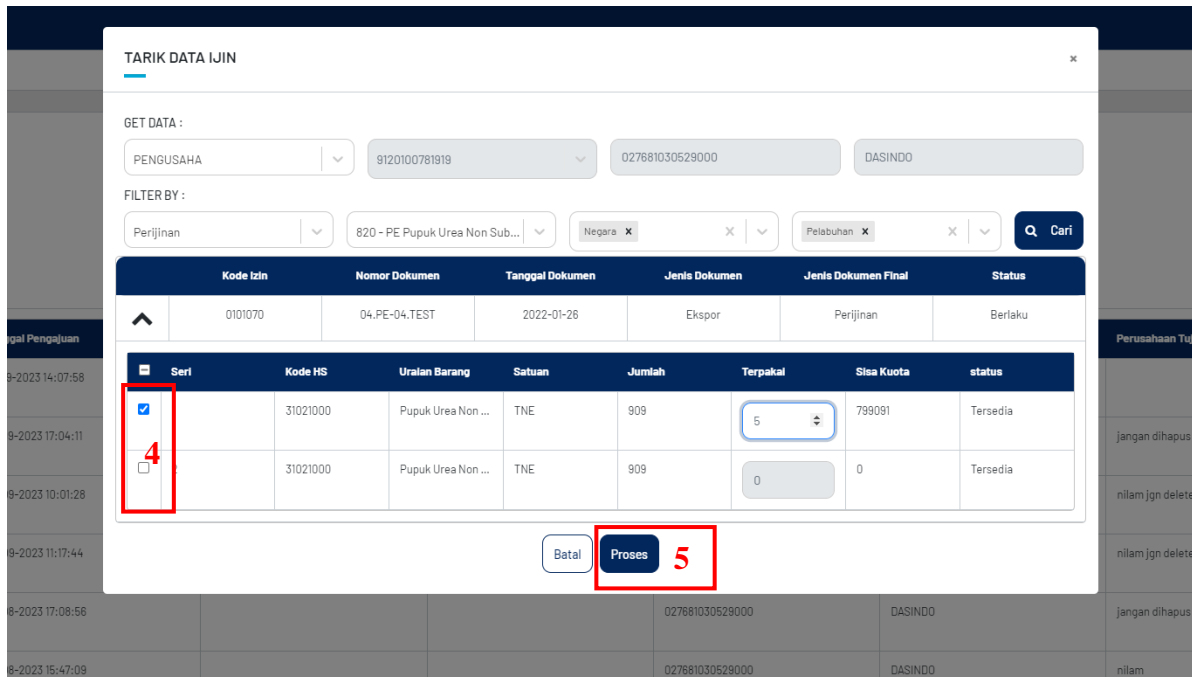 TARIK DATA IJIN ×
GET DATA :
PENGUSAHA 9120100781919 027681030529000 DASINDO
FILTER BY :
Perijinan 820 - PE Pupuk Urea Non Sub... Negara x Pelabuhan x Cari
Kode Izin Nomor Dokumen Tanggal Dokumen Jenis Dokumen Jenis Dokumen Final Status
0101070 04.PE-04.TEST 2022-01-26 Ekspor Perijinan Berlaku
Seri Kode HS Uraian Barang Satuan Jumlah Terpakai Sisa Kuota status
31021000 Pupuk Urea Non ... TNE 909 5 799091 Tersedia
4
31021000 Pupuk Urea Non ... TNE 909 0 0 Tersedia
Batal Proses 5
ggal Pengajuan Perusahaan Tuj
9-2023 14:07:58
9-2023 17:04:11 jangan dihapus
9-2023 10:01:28 nilam jgn delete
09-2023 11:17:44 nilam jgn delete
8-2023 17:08:56 027681030529000 DASINDO jangan dihapus
8-2023 15:47:09 027681030529000 DASINDO nilam